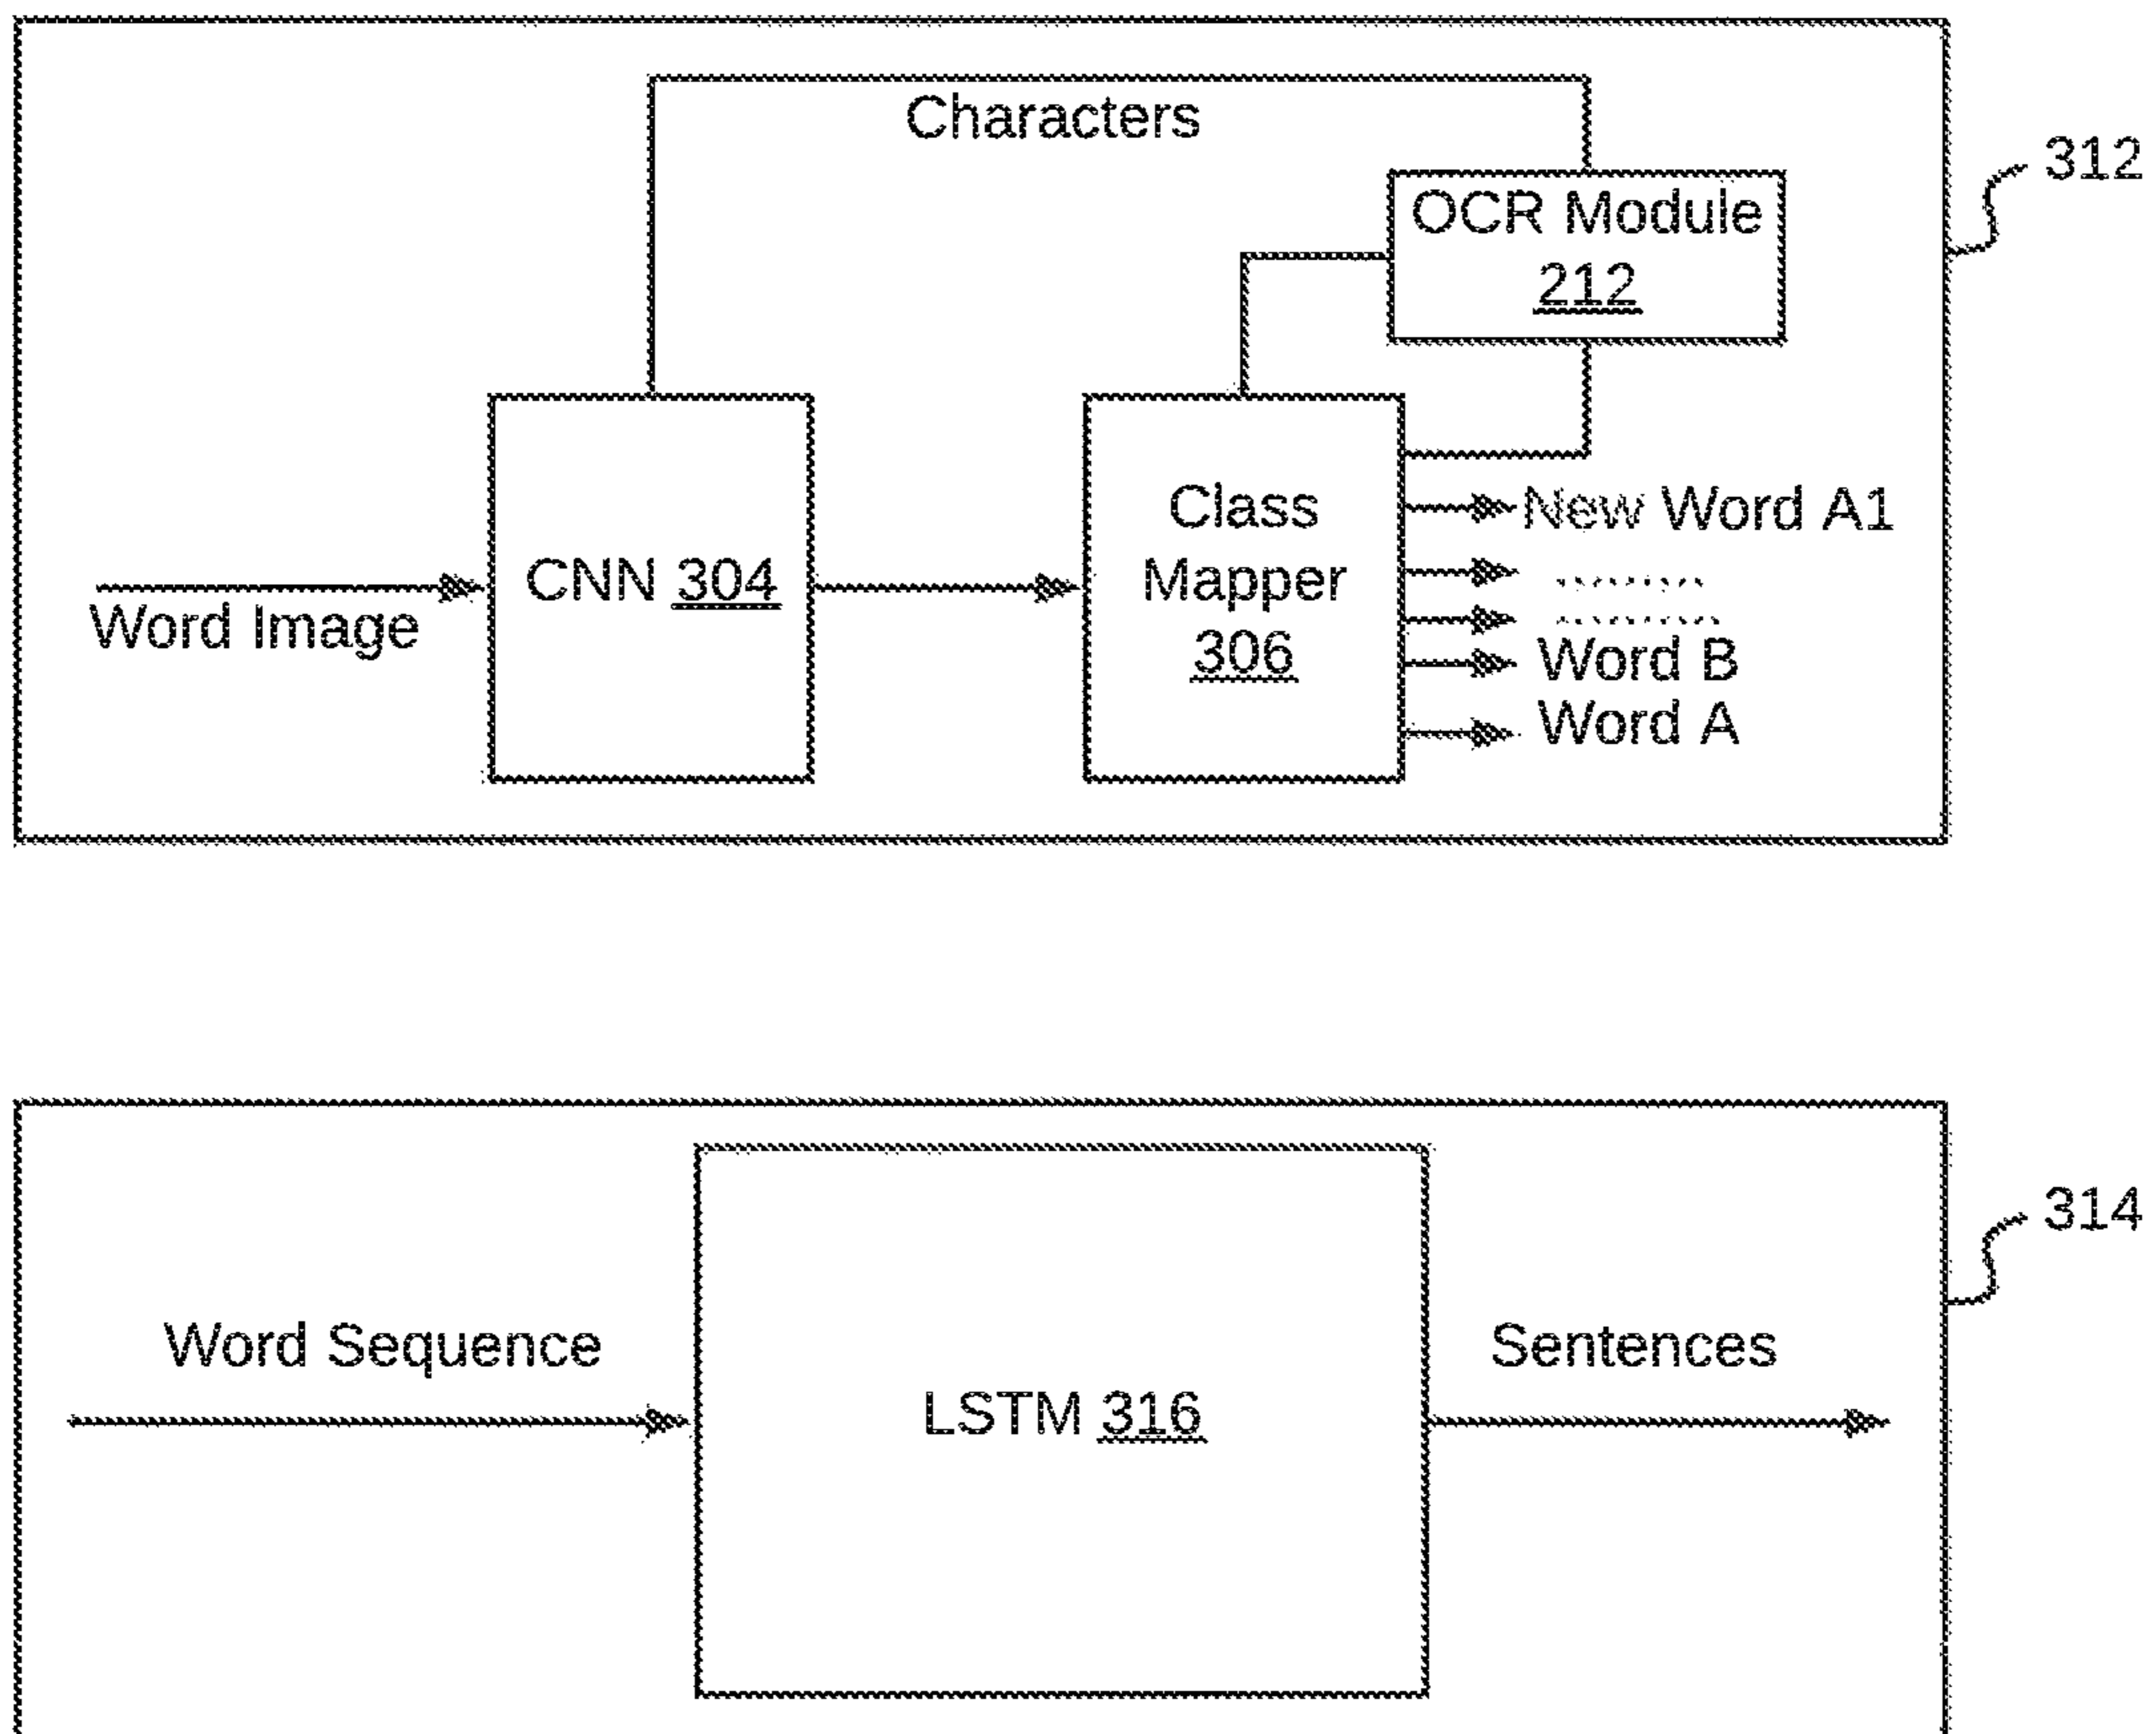 Characters
312
OCR Module
212
Class
Mapper
306
New Word A1
CNN 304
Word Image
Word B
Word A
314
Word Sequence
Sentences
LSTM 316